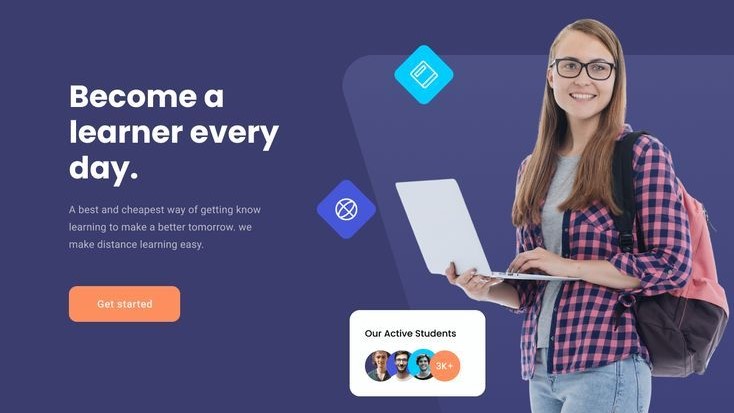 Become a
learner every
day.
A best and cheapest way of getting know
learning to make a better tomorrow. we
make distance learning easy.
Get started
Our Active Students
3K+